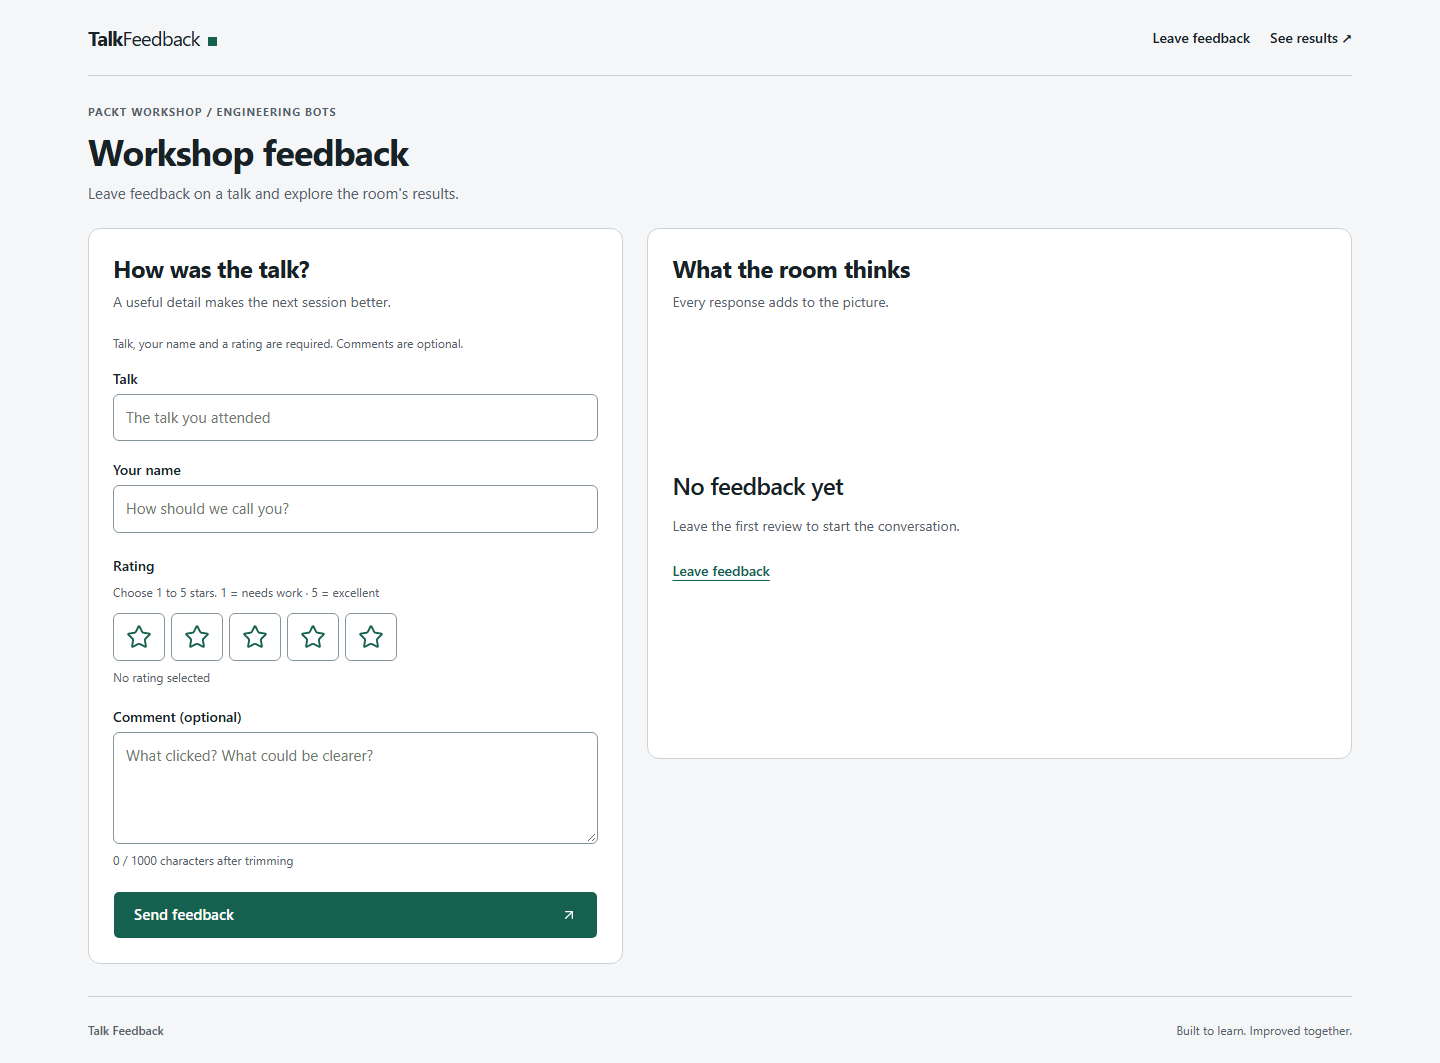 TalkFeedback
Leave feedback
See results ↗
PACKT WORKSHOP / ENGINEERING BOTS
Workshop feedback
Leave feedback on a talk and explore the room's results.
How was the talk?
A useful detail makes the next session better.
Talk, your name and a rating are required. Comments are optional.
Talk
The talk you attended
Your name
How should we call you?
Rating
Choose 1 to 5 stars. 1 = needs work · 5 = excellent
No rating selected
Comment (optional)
What clicked? What could be clearer?
0 / 1000 characters after trimming
Send feedback
What the room thinks
Every response adds to the picture.
No feedback yet
Leave the first review to start the conversation.
Leave feedback
Talk Feedback
Built to learn. Improved together.